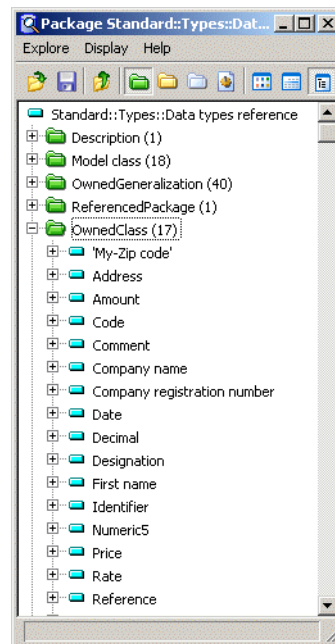 Package Standard::Types::Dat...
Explore Display Help
Standard::Types::Data types reference
Description (1)
Model class (18)
OwnedGeneralization (40)
ReferencedPackage (1)
OwnedClass (17)
'My-Zip code'
Address
Amount
Code
Comment
Company name
Company registration number
Date
Decimal
Designation
First name
Identifier
Numeric5
Price
Rate
Reference